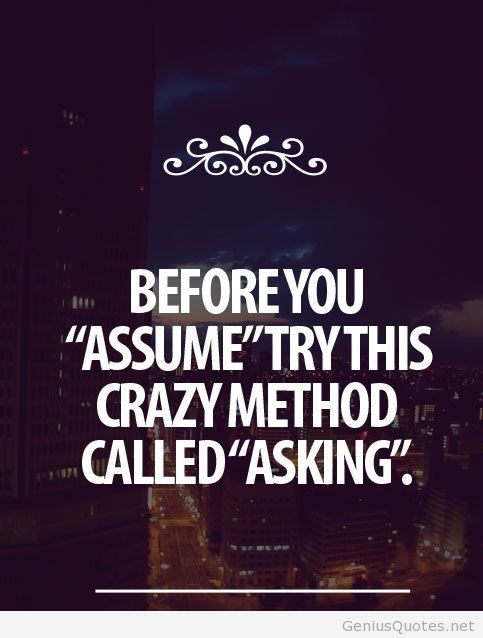 BEFORE YOU
“ASSUME” TRY THIS
CRAZY METHOD
CALLED “ASKING”.
GeniusQuotes.net